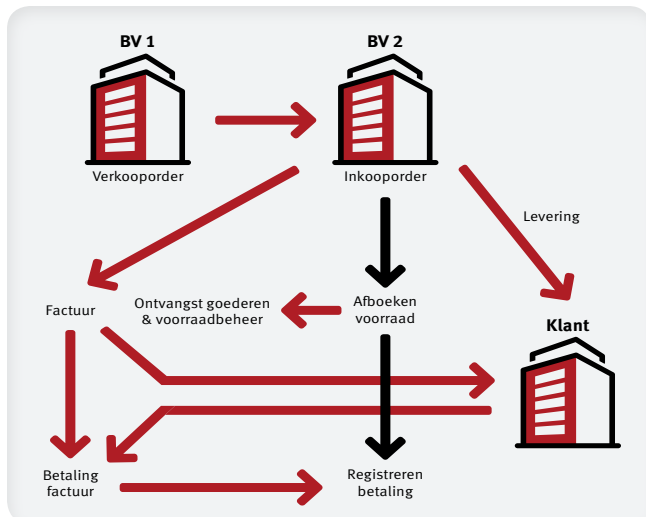 BV 1
BV 2
Verkooporder
Inkooporder
Levering
Factuur
Ontvangst goederen
& voorraadbeheer
Afboeken
voorraad
Klant
Betaling
factuur
Registreren
betaling